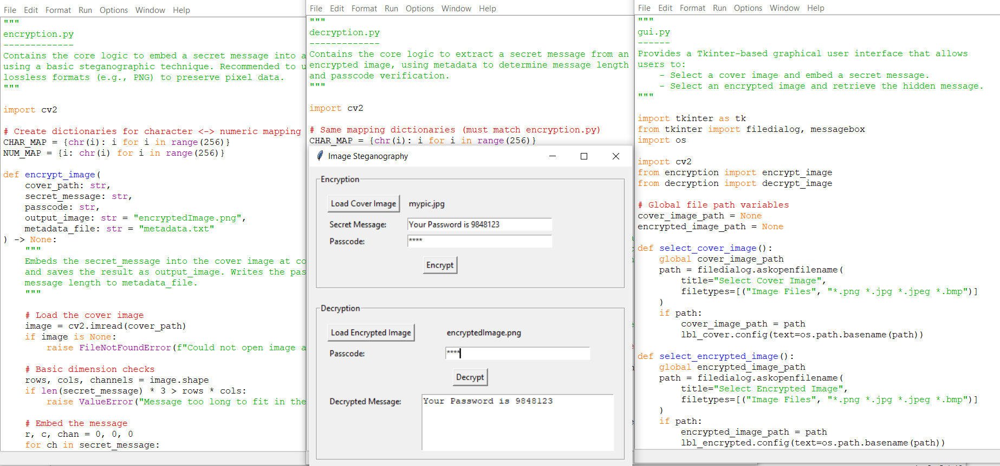 File Edit Format Run Options Window Help
"""
encryption.py
-------------
Contains the core logic to embed a secret message into a
using a basic steganographic technique. Recommended to u
lossless formats (e.g., PNG) to preserve pixel data.
"""
import cv2
# Create dictionaries for character <-> numeric mapping
CHAR_MAP = {chr(i): i for i in range(256)}
NUM_MAP = {i: chr(i) for i in range(256)}
def encrypt_image(
    cover_path: str,
    secret_message: str,
    passcode: str,
    output_image: str = "encryptedImage.png",
    metadata_file: str = "metadata.txt"
) -> None:
    """
    Embeds the secret_message into the cover image at co
    and saves the result as output_image. Writes the pas
    message length to metadata_file.
    """
    # Load the cover image
    image = cv2.imread(cover_path)
    if image is None:
        raise FileNotFoundError(f"Could not open image a
    # Basic dimension checks
    rows, cols, channels = image.shape
    if len(secret_message) * 3 > rows * cols:
        raise ValueError("Message too long to fit in the
    # Embed the message
    r, c, chan = 0, 0, 0
    for ch in secret_message:
File Edit Format Run Options Window Help
"""
decryption.py
-------------
Contains the core logic to extract a secret message from an
encrypted image, using metadata to determine message length
and passcode verification.
"""
import cv2
# Same mapping dictionaries (must match encryption.py)
CHAR_MAP = {chr(i): i for i in range(256)}
Image Steganography
Encryption
Load Cover Image mypic.jpg
Secret Message: Your Password is 9848123
Passcode: ****
Encrypt
Decryption
Load Encrypted Image encryptedImage.png
Passcode: ****
Decrypt
Decrypted Message: Your Password is 9848123
File Edit Format Run Options Window Help
"""
gui.py
------
Provides a Tkinter-based graphical user interface that allows
users to:
    - Select a cover image and embed a secret message.
    - Select an encrypted image and retrieve the hidden message.
"""
import tkinter as tk
from tkinter import filedialog, messagebox
import os
import cv2
from encryption import encrypt_image
from decryption import decrypt_image
# Global file path variables
cover_image_path = None
encrypted_image_path = None
def select_cover_image():
    global cover_image_path
    path = filedialog.askopenfilename(
        title="Select Cover Image",
        filetypes=[("Image Files", "*.png *.jpg *.jpeg *.bmp")]
    )
    if path:
        cover_image_path = path
        lbl_cover.config(text=os.path.basename(path))
def select_encrypted_image():
    global encrypted_image_path
    path = filedialog.askopenfilename(
        title="Select Encrypted Image",
        filetypes=[("Image Files", "*.png *.jpg *.jpeg *.bmp")]
    )
    if path:
        encrypted_image_path = path
        lbl_encrypted.config(text=os.path.basename(path))